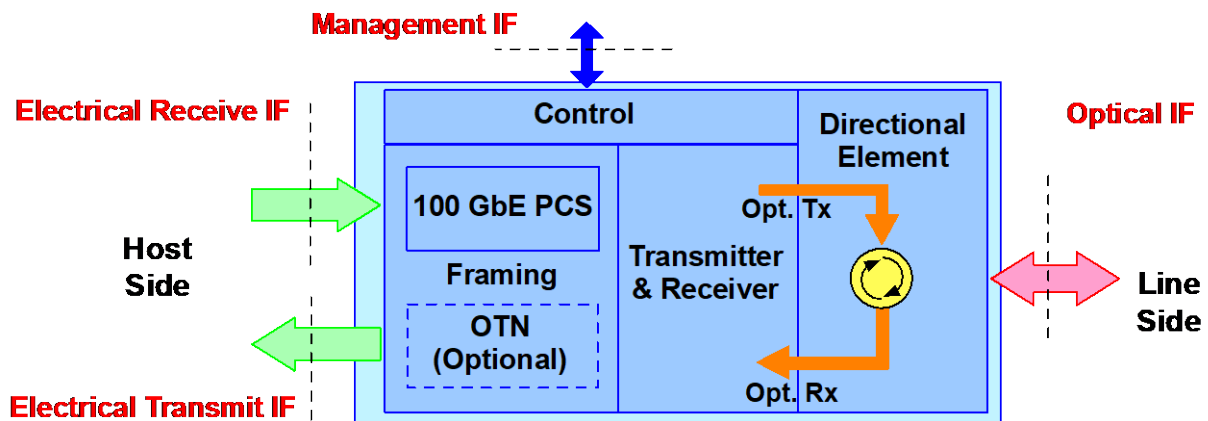 Management IF
Electrical Receive IF
Control
Directional
Element
Optical IF
100 GbE PCS
Opt. Tx
Host
Side
Framing
Transmitter
& Receiver
Line
Side
OTN
(Optional)
Opt. Rx
Electrical Transmit IF